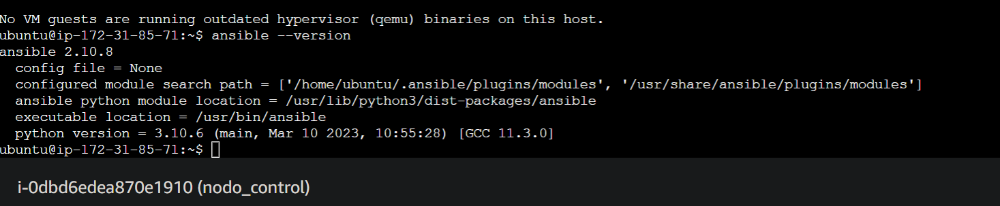 No VM guests are running outdated hypervisor (qemu) binaries on this host.
ubuntu@ip-172-31-85-71:~$ ansible --version
ansible 2.10.8
  config file = None
  configured module search path = ['/home/ubuntu/.ansible/plugins/modules', '/usr/share/ansible/plugins/modules']
  ansible python module location = /usr/lib/python3/dist-packages/ansible
  executable location = /usr/bin/ansible
  python version = 3.10.6 (main, Mar 10 2023, 10:55:28) [GCC 11.3.0]
ubuntu@ip-172-31-85-71:~$
i-0dbd6edea870e1910 (nodo_control)